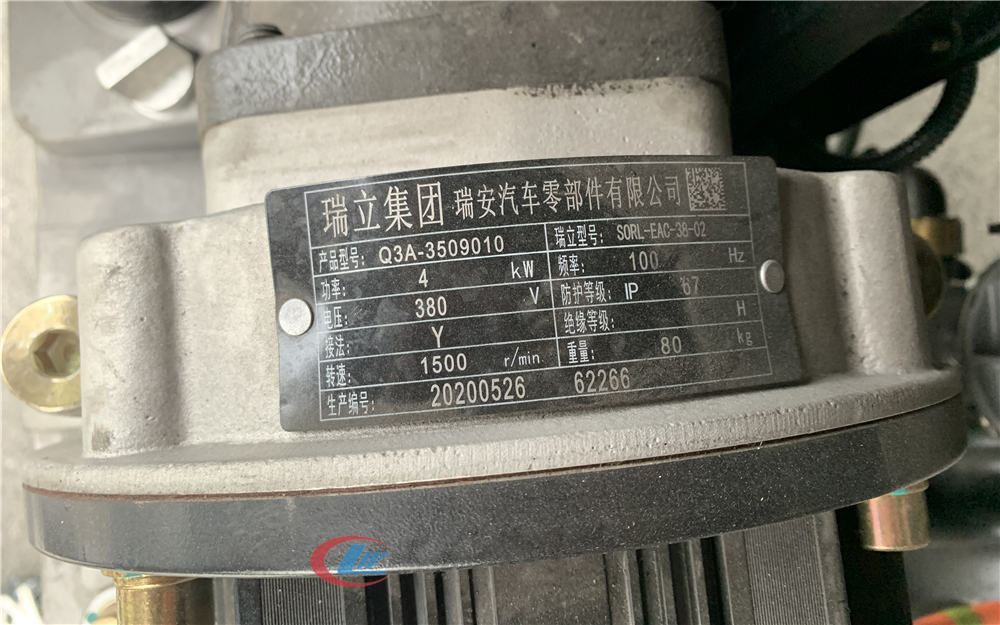 瑞立集团 瑞安汽车零部件有限公司
产品型号: Q3A-3509010 瑞立型号: SORL-EAC-38-02
功率: 4 kW 频率: 100 Hz
电压: 380 V 防护等级: IP 67
接法: Y 绝缘等级: H
转速: 1500 r/min 重量: 80 kg
生产编号: 20200526 62266